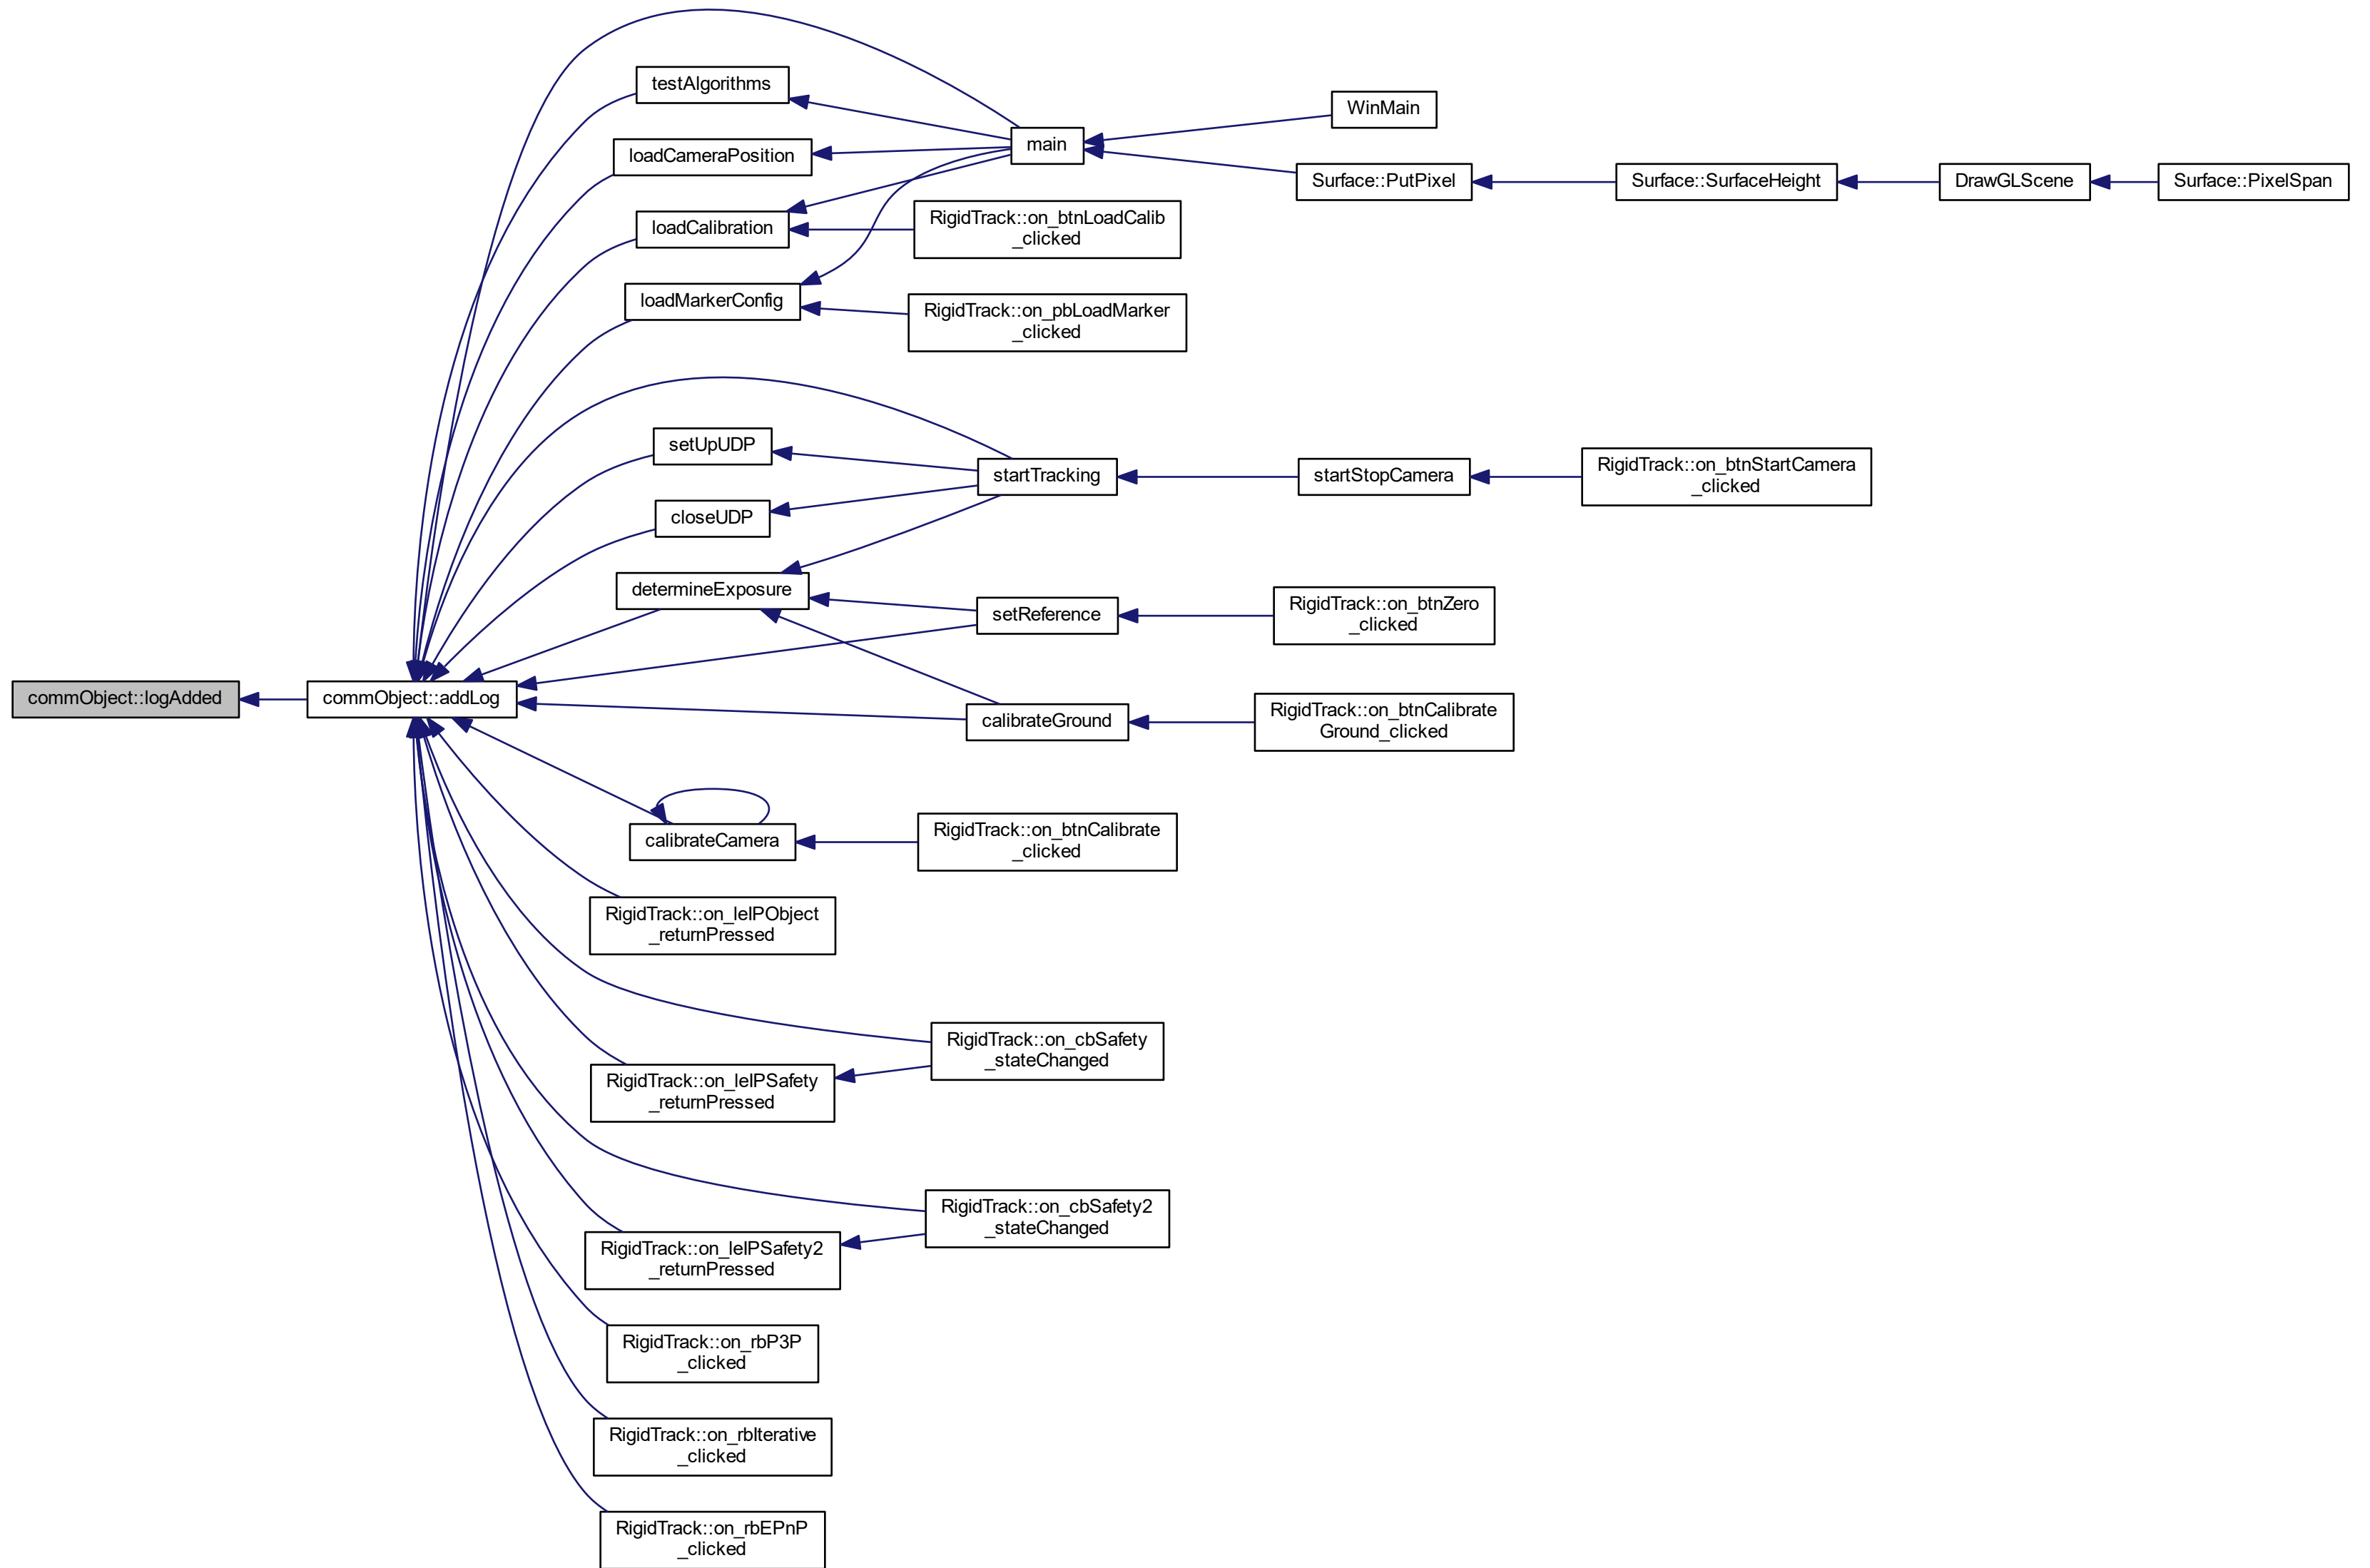 testAlgorithms
WinMain
main
loadCameraPosition
Surface::PutPixel
Surface::SurfaceHeight
DrawGLScene
Surface::PixelSpan
loadCalibration
RigidTrack::on_btnLoadCalib
_clicked
loadMarkerConfig
RigidTrack::on_pbLoadMarker
_clicked
setUpUDP
startTracking
startStopCamera
RigidTrack::on_btnStartCamera
_clicked
closeUDP
determineExposure
setReference
RigidTrack::on_btnZero
_clicked
commObject::logAdded
commObject::addLog
calibrateGround
RigidTrack::on_btnCalibrate
Ground_clicked
calibrateCamera
RigidTrack::on_btnCalibrate
_clicked
RigidTrack::on_leIPObject
_returnPressed
RigidTrack::on_cbSafety
_stateChanged
RigidTrack::on_leIPSafety
_returnPressed
RigidTrack::on_cbSafety2
_stateChanged
RigidTrack::on_leIPSafety2
_returnPressed
RigidTrack::on_rbP3P
_clicked
RigidTrack::on_rbIterative
_clicked
RigidTrack::on_rbEPnP
_clicked